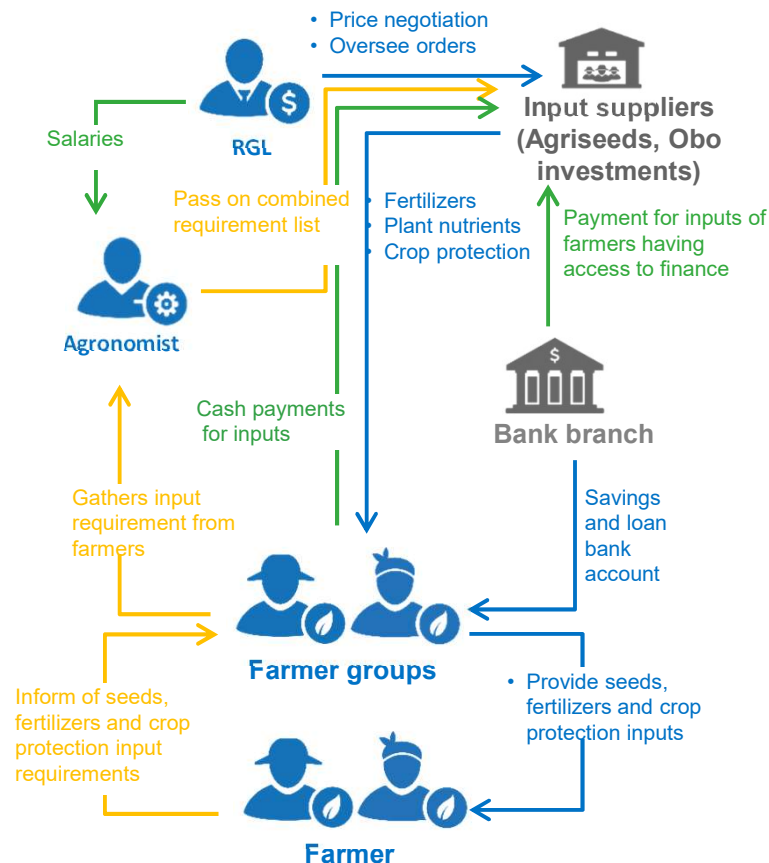 • Price negotiation
• Oversee orders
$
RGL
Input suppliers
(Agriseeds, Obo
investments)
Salaries
Pass on combined
requirement list
• Fertilizers
• Plant nutrients
• Crop protection
Payment for inputs of
farmers having
access to finance
Agronomist
$
Bank branch
Cash payments
for inputs
Gathers input
requirement from
farmers
Savings
and loan
bank
account
Farmer groups
Inform of seeds,
fertilizers and crop
protection input
requirements
• Provide seeds,
fertilizers and crop
protection inputs
Farmer